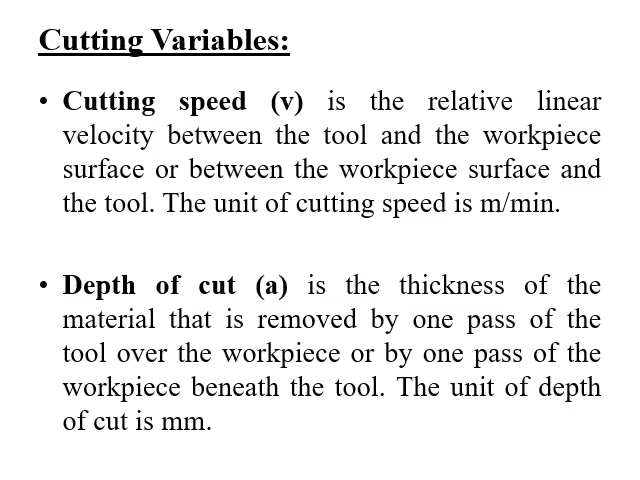 Cutting Variables:
• Cutting speed (v) is the relative linear
velocity between the tool and the workpiece
surface or between the workpiece surface and
the tool. The unit of cutting speed is m/min.
• Depth of cut (a) is the thickness of the
material that is removed by one pass of the
tool over the workpiece or by one pass of the
workpiece beneath the tool. The unit of depth
of cut is mm.